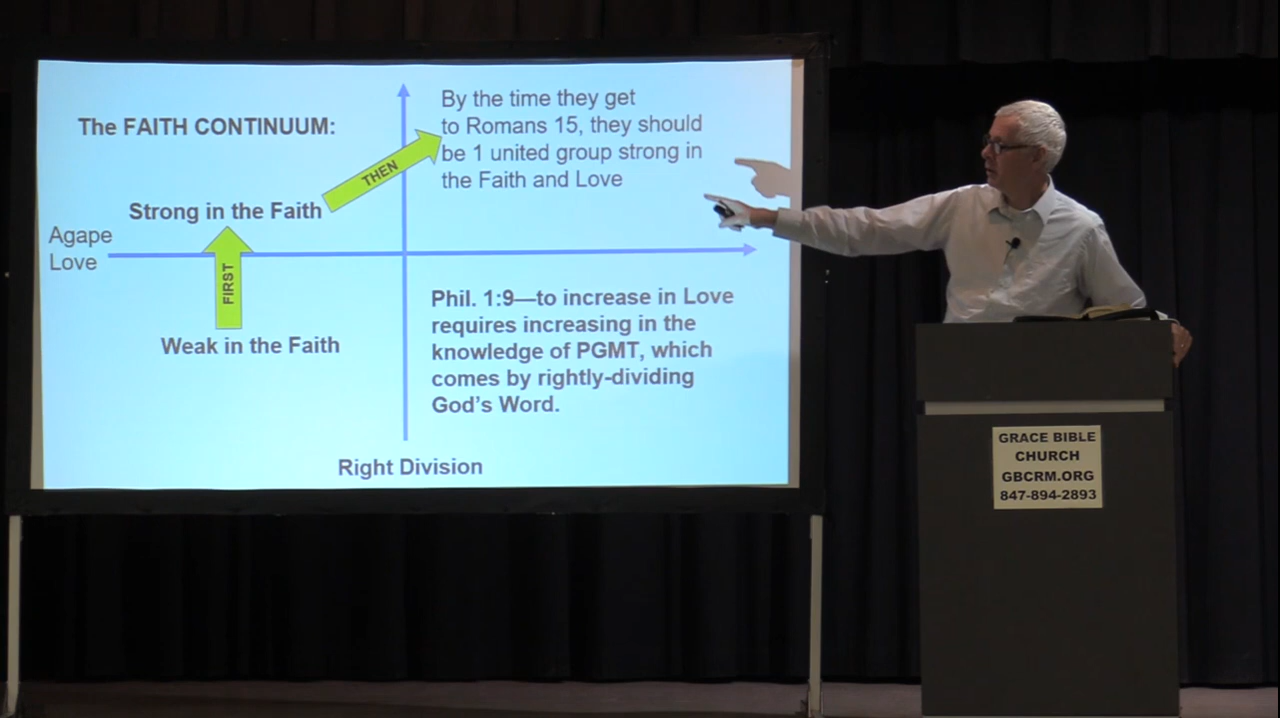 The FAITH CONTINUUM:
By the time they get
to Romans 15, they should
be 1 united group strong in
the Faith and Love
THEN
Strong in the Faith
Agape
Love
FIRST
Weak in the Faith
Phil. 1:9—to increase in Love
requires increasing in the
knowledge of PGMT, which
comes by rightly-dividing
God's Word.
Right Division
GRACE BIBLE
CHURCH
GBCRM.ORG
847-894-2893